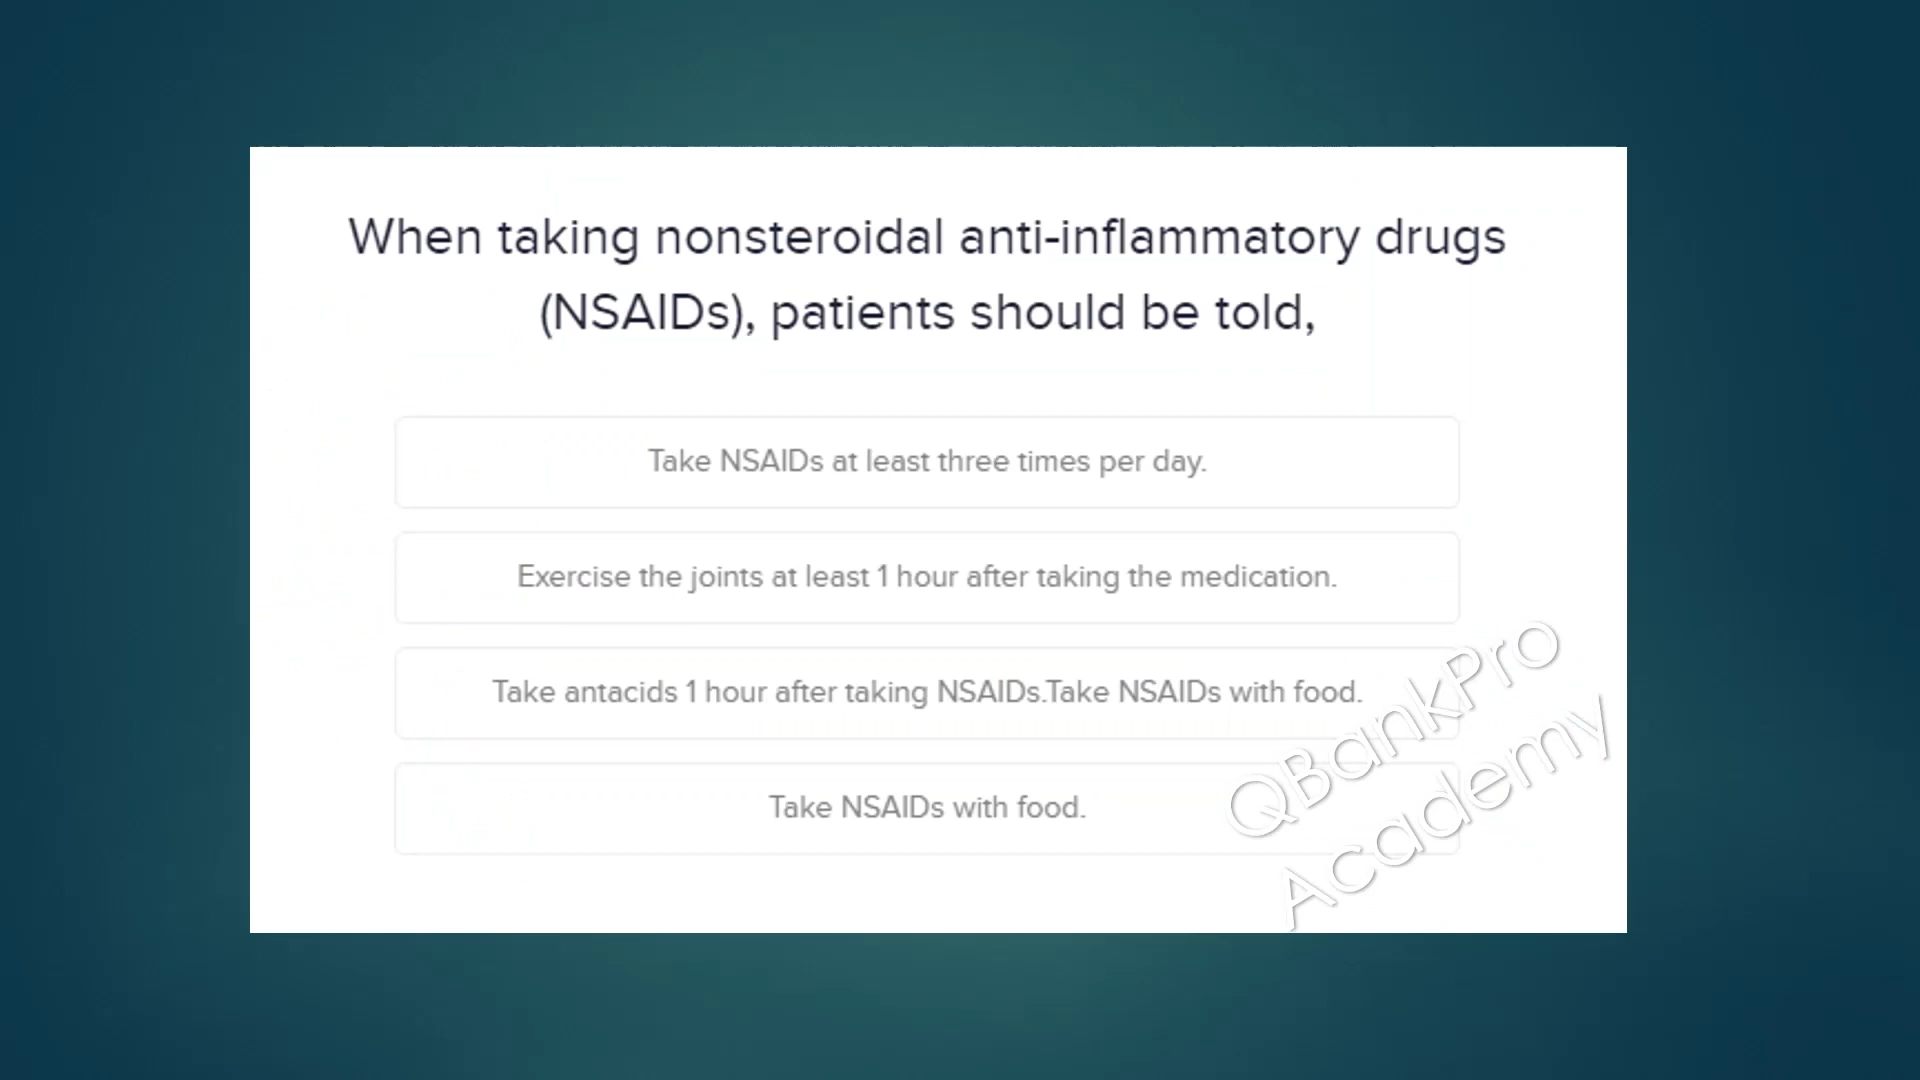 When taking nonsteroidal anti-inflammatory drugs
(NSAIDs), patients should be told,
Take NSAIDs at least three times per day.
Exercise the joints at least 1 hour after taking the medication.
Take antacids 1 hour after taking NSAIDs.Take NSAIDs with food.
Take NSAIDs with food.
QBankPro
Academy